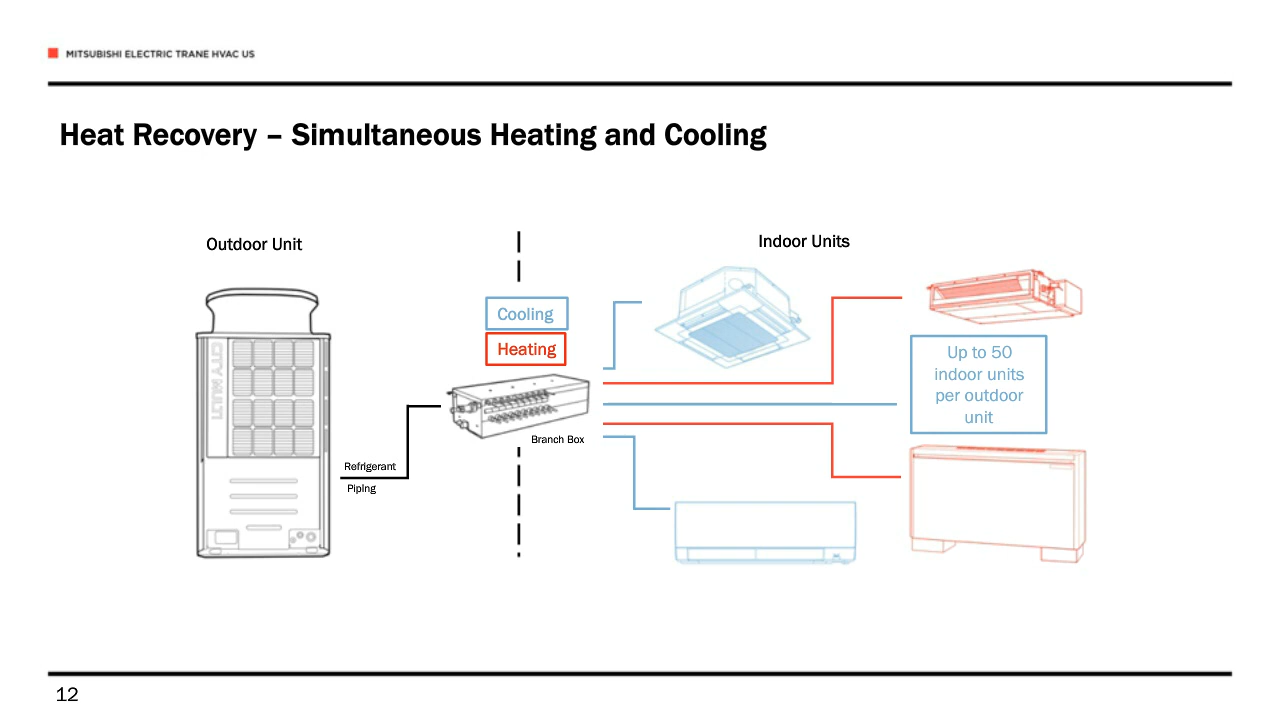 MITSUBISHI ELECTRIC TRANE HVAC US
Heat Recovery – Simultaneous Heating and Cooling
Outdoor Unit
Indoor Units
CITY MULTI
Cooling
Heating
Branch Box
Refrigerant
Piping
Up to 50
indoor units
per outdoor
unit
12